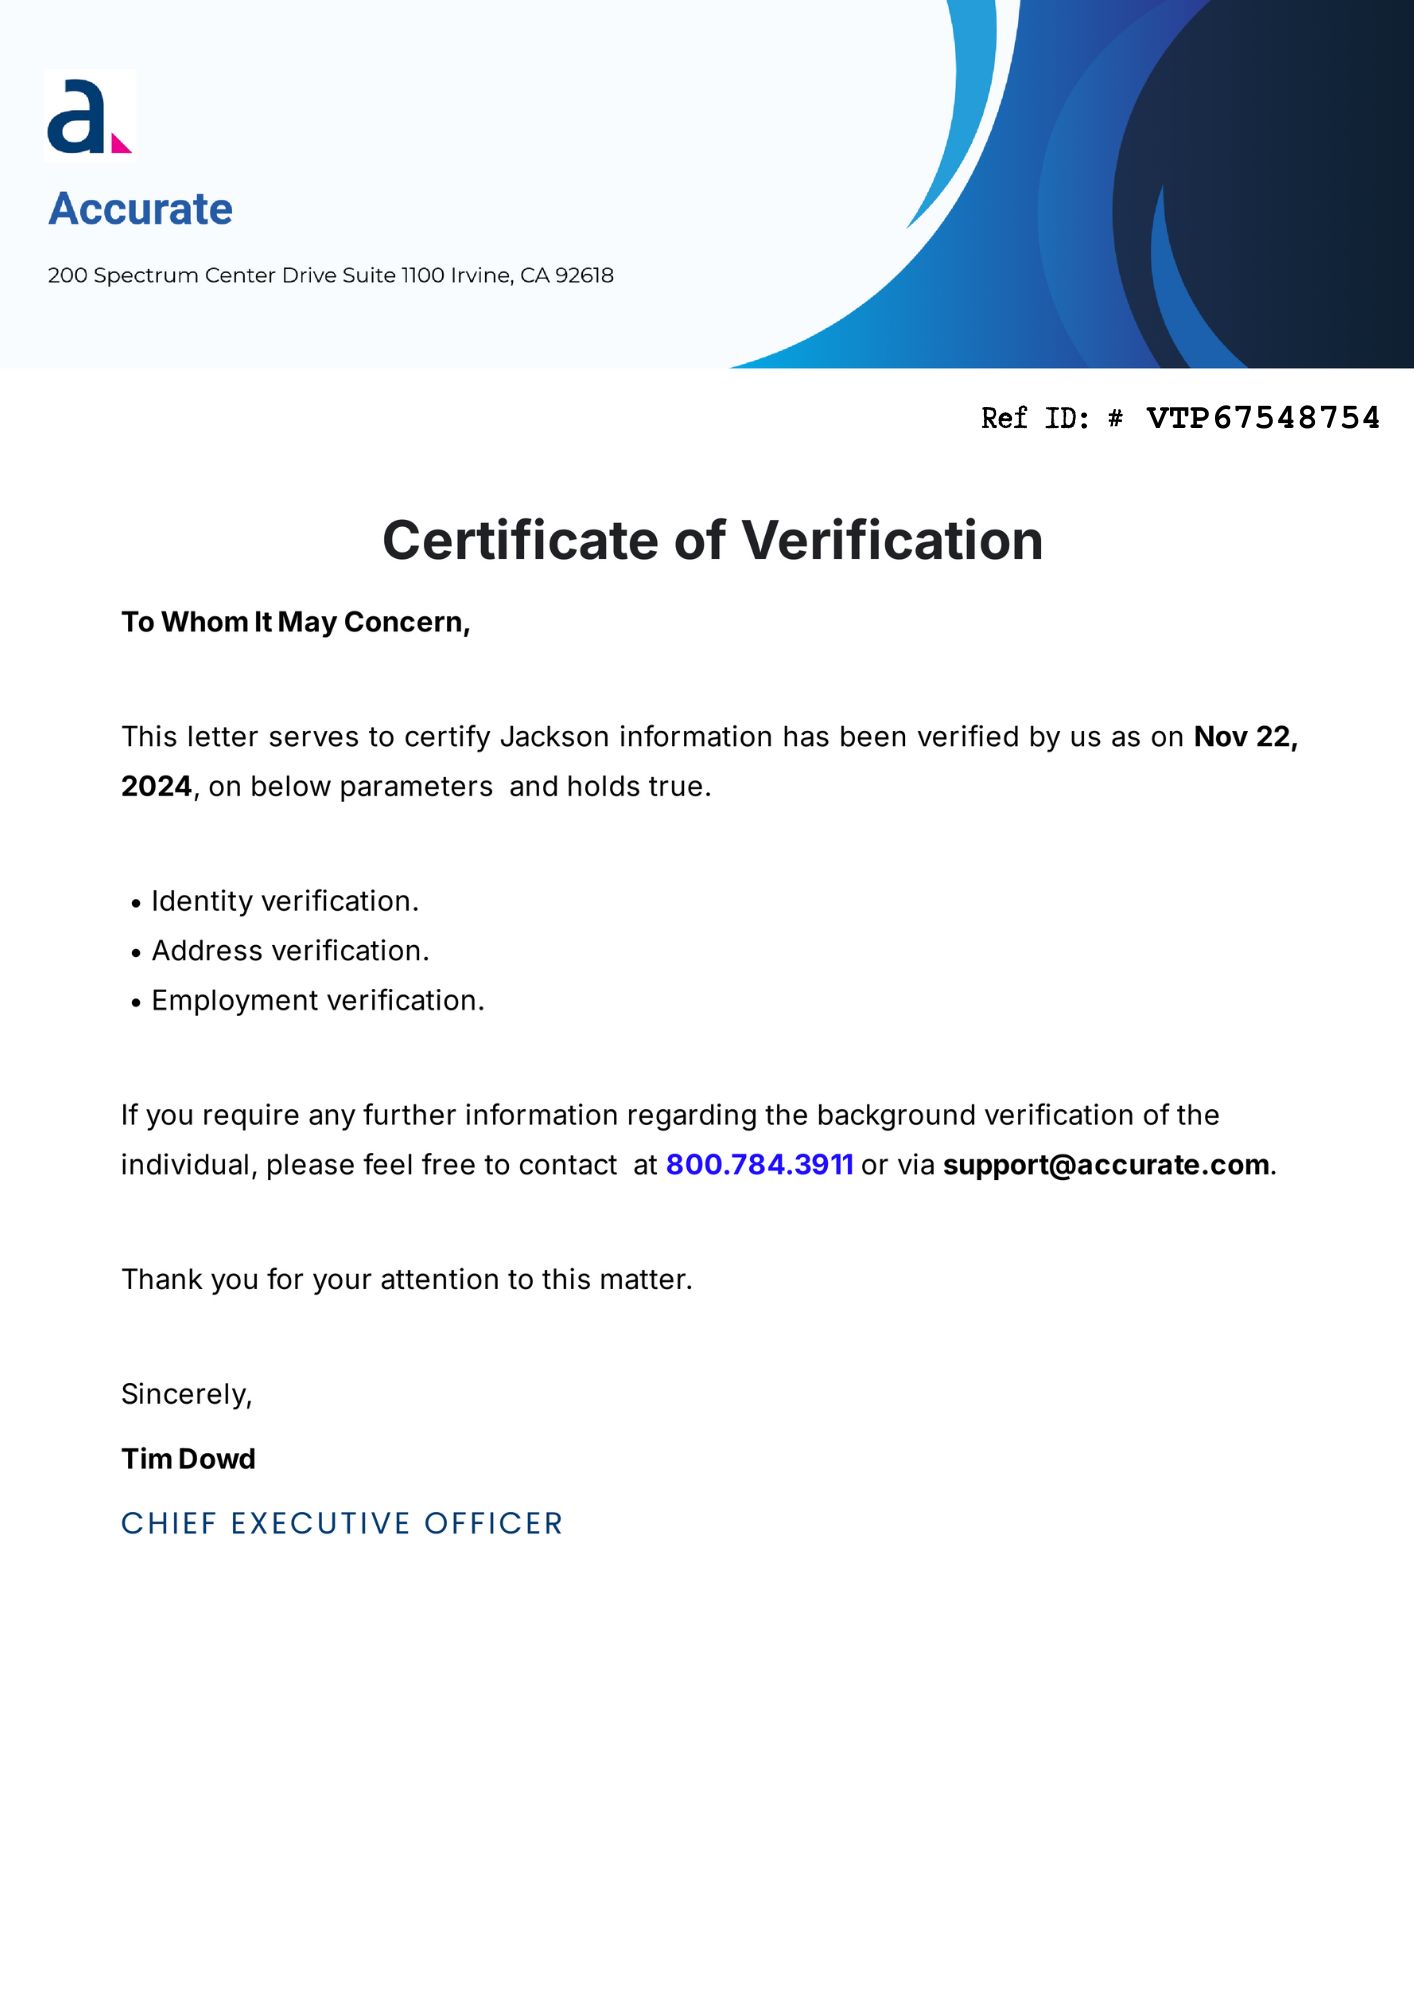 a
Accurate
200 Spectrum Center Drive Suite 1100 Irvine, CA 92618
Ref ID: # VTP67548754
Certificate of Verification
To Whom It May Concern,
This letter serves to certify Jackson information has been verified by us as on Nov 22,
2024, on below parameters  and holds true.
• Identity verification.
• Address verification.
• Employment verification.
If you require any further information regarding the background verification of the
individual, please feel free to contact  at 800.784.3911 or via support@accurate.com.
Thank you for your attention to this matter.
Sincerely,
Tim Dowd
CHIEF EXECUTIVE OFFICER